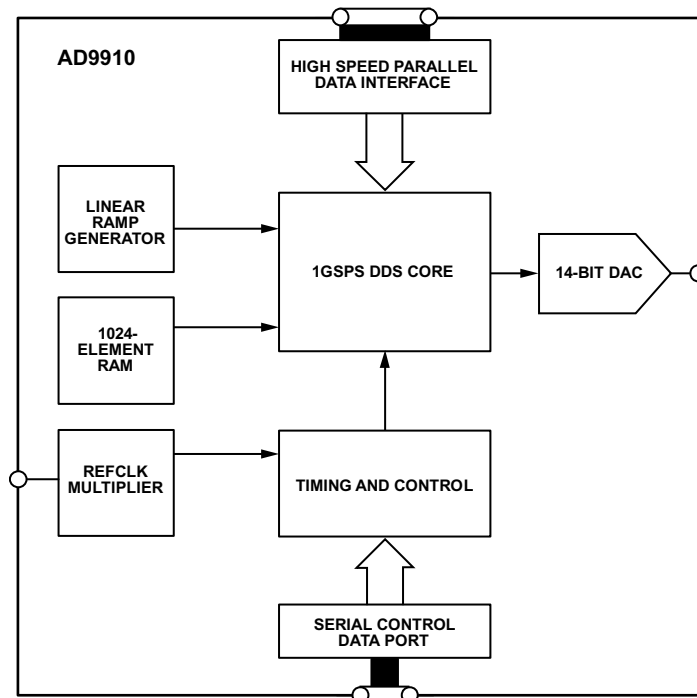 AD9910
HIGH SPEED PARALLEL
DATA INTERFACE
LINEAR
RAMP
GENERATOR
1GSPS DDS CORE
14-BIT DAC
1024-
ELEMENT
RAM
REFCLK
MULTIPLIER
TIMING AND CONTROL
SERIAL CONTROL
DATA PORT